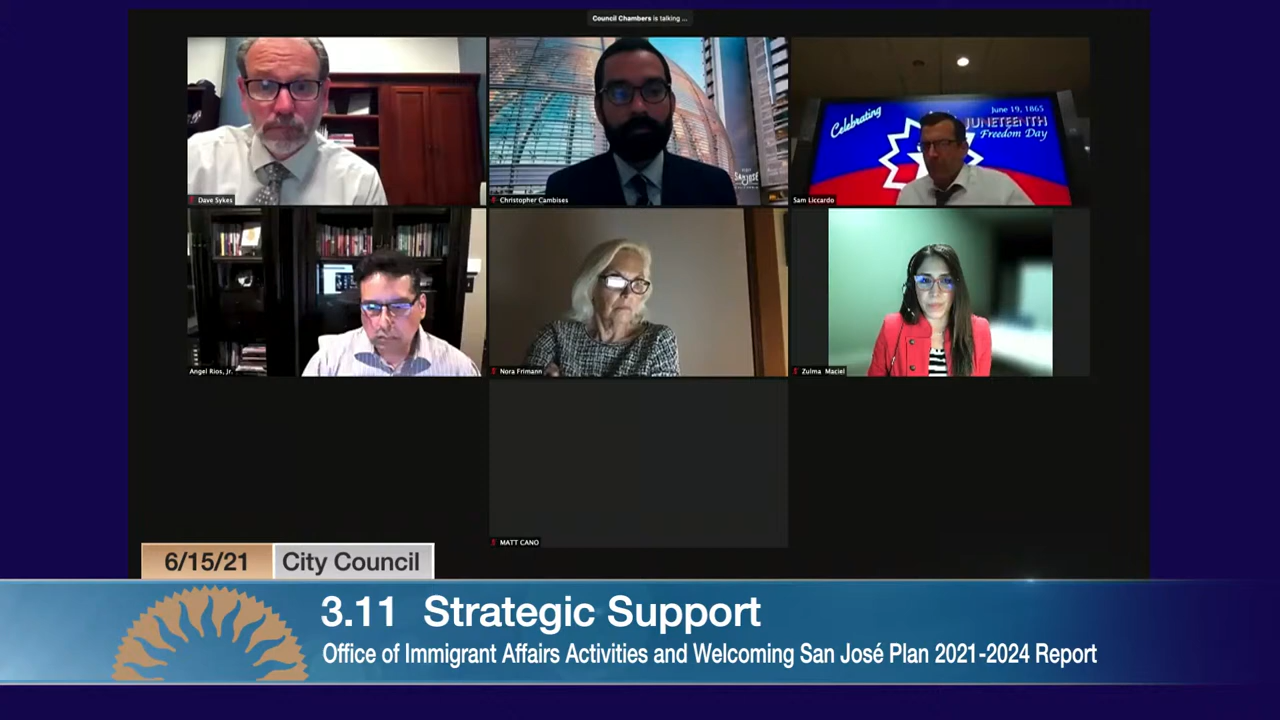 Council Chambers is talking ...
Dave Sykes
SAN JOSE
Christopher Cambises
Celebrating
June 19, 1865
JUNETEENTH
Freedom Day
Sam Liccardo
Angel Rios, Jr.
Nora Frimann
Zulma Maciel
MATT CANO
6/15/21
City Council
3.11 Strategic Support
Office of Immigrant Affairs Activities and Welcoming San José Plan 2021-2024 Report